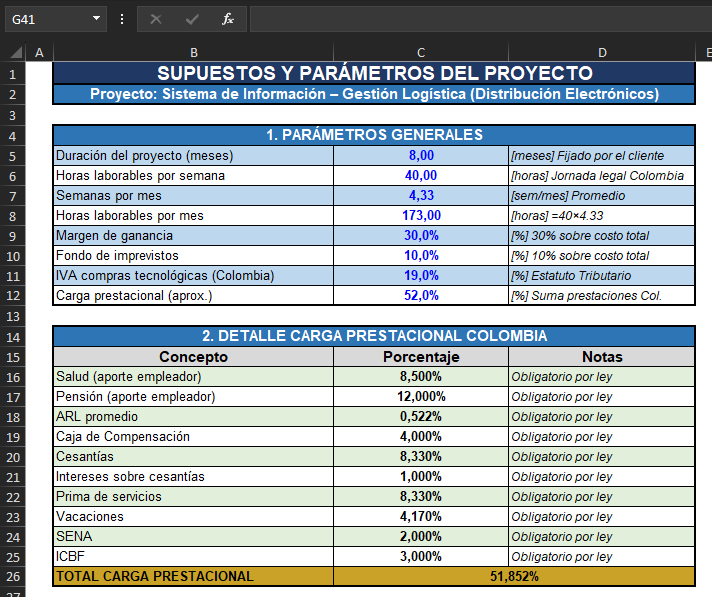 G41 fx
A B C D E
1 SUPUESTOS Y PARÁMETROS DEL PROYECTO
2 Proyecto: Sistema de Información – Gestión Logística (Distribución Electrónicos)
3
4 1. PARÁMETROS GENERALES
5 Duración del proyecto (meses) 8,00 [meses] Fijado por el cliente
6 Horas laborables por semana 40,00 [horas] Jornada legal Colombia
7 Semanas por mes 4,33 [sem/mes] Promedio
8 Horas laborables por mes 173,00 [horas] =40×4.33
9 Margen de ganancia 30,0% [%] 30% sobre costo total
10 Fondo de imprevistos 10,0% [%] 10% sobre costo total
11 IVA compras tecnológicas (Colombia) 19,0% [%] Estatuto Tributario
12 Carga prestacional (aprox.) 52,0% [%] Suma prestaciones Col.
13
14 2. DETALLE CARGA PRESTACIONAL COLOMBIA
15 Concepto Porcentaje Notas
16 Salud (aporte empleador) 8,500% Obligatorio por ley
17 Pensión (aporte empleador) 12,000% Obligatorio por ley
18 ARL promedio 0,522% Obligatorio por ley
19 Caja de Compensación 4,000% Obligatorio por ley
20 Cesantías 8,330% Obligatorio por ley
21 Intereses sobre cesantías 1,000% Obligatorio por ley
22 Prima de servicios 8,330% Obligatorio por ley
23 Vacaciones 4,170% Obligatorio por ley
24 SENA 2,000% Obligatorio por ley
25 ICBF 3,000% Obligatorio por ley
26 TOTAL CARGA PRESTACIONAL 51,852%
27